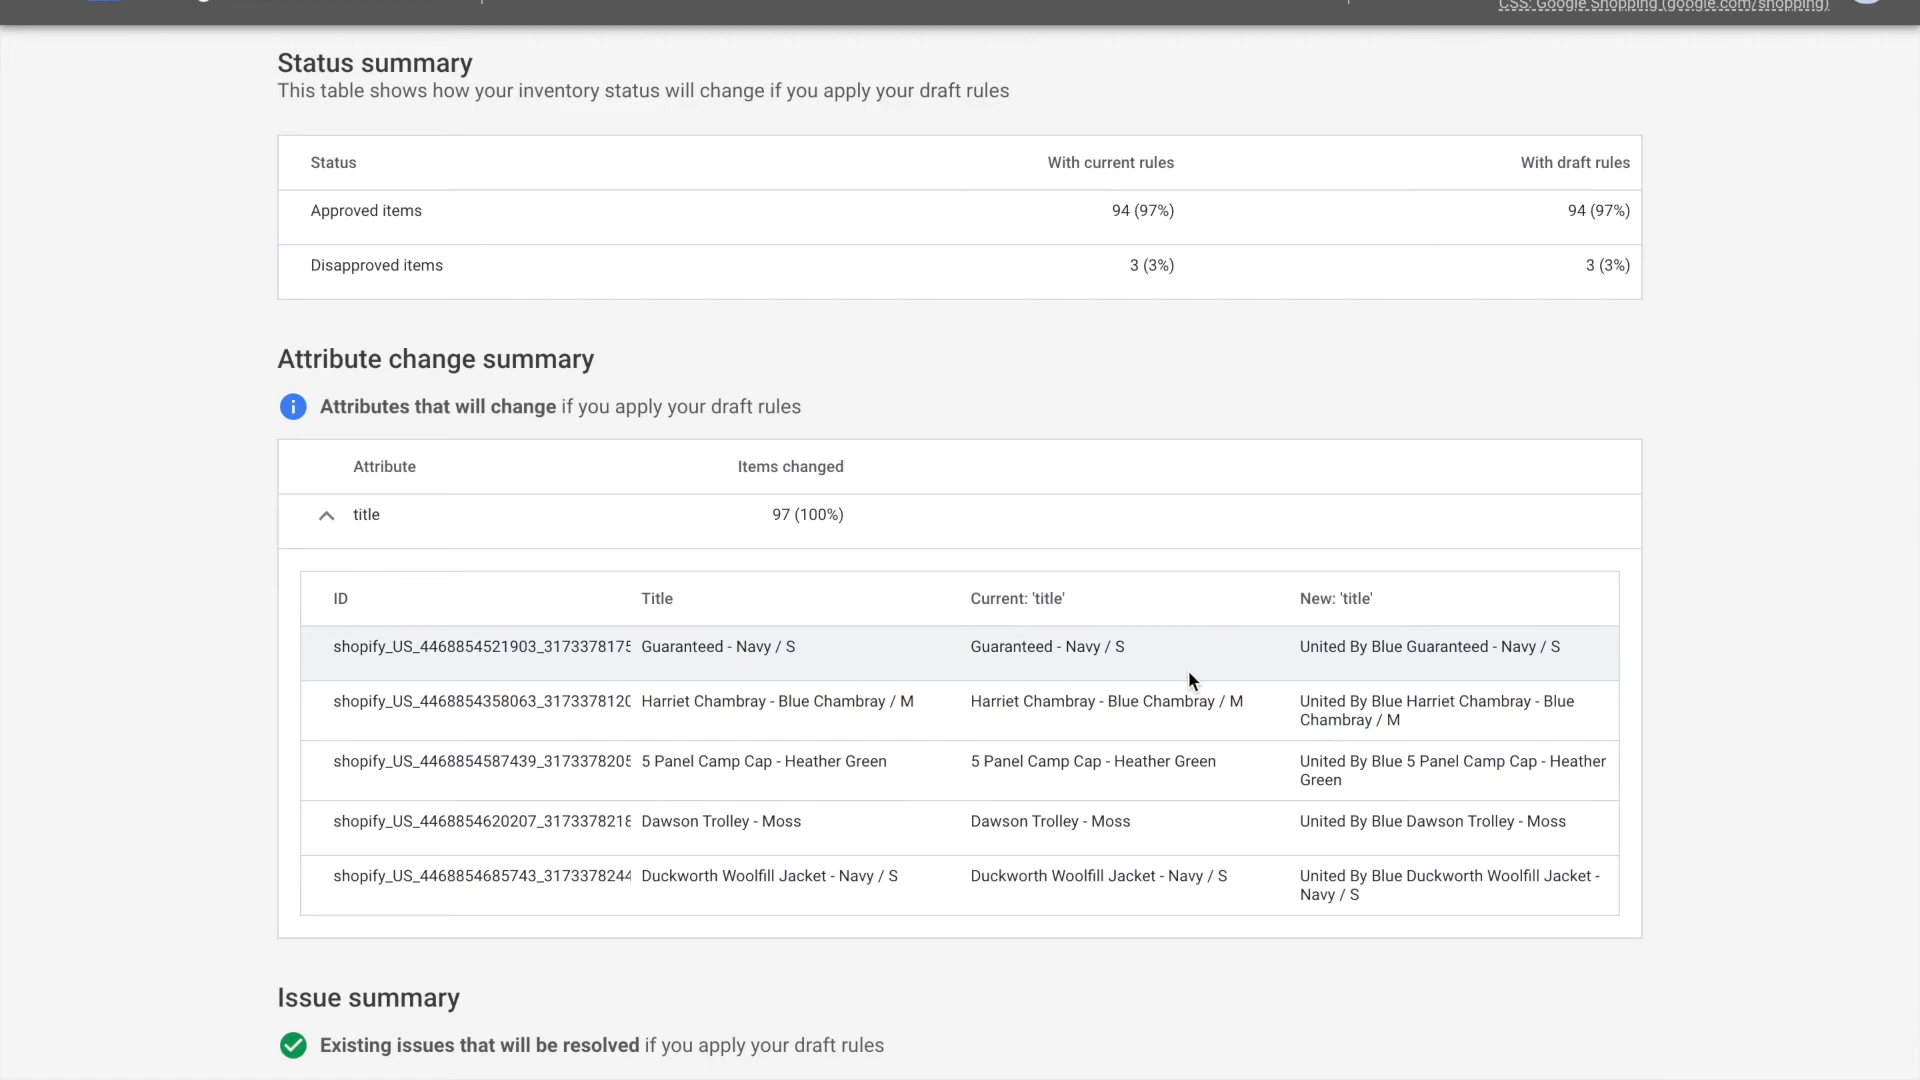 CSS: Google Shopping (google.com/shopping)
Status summary
This table shows how your inventory status will change if you apply your draft rules
Status With current rules With draft rules
Approved items 94 (97%) 94 (97%)
Disapproved items 3 (3%) 3 (3%)
Attribute change summary
Attributes that will change if you apply your draft rules
Attribute Items changed
title 97 (100%)
ID Title Current: 'title' New: 'title'
shopify_US_4468854521903_3173378175 Guaranteed - Navy / S Guaranteed - Navy / S United By Blue Guaranteed - Navy / S
shopify_US_4468854358063_3173378120 Harriet Chambray - Blue Chambray / M Harriet Chambray - Blue Chambray / M United By Blue Harriet Chambray - Blue
Chambray / M
shopify_US_4468854587439_3173378205 5 Panel Camp Cap - Heather Green 5 Panel Camp Cap - Heather Green United By Blue 5 Panel Camp Cap - Heather
Green
shopify_US_4468854620207_3173378218 Dawson Trolley - Moss Dawson Trolley - Moss United By Blue Dawson Trolley - Moss
shopify_US_4468854685743_3173378244 Duckworth Woolfill Jacket - Navy / S Duckworth Woolfill Jacket - Navy / S United By Blue Duckworth Woolfill Jacket -
Navy / S
Issue summary
Existing issues that will be resolved if you apply your draft rules